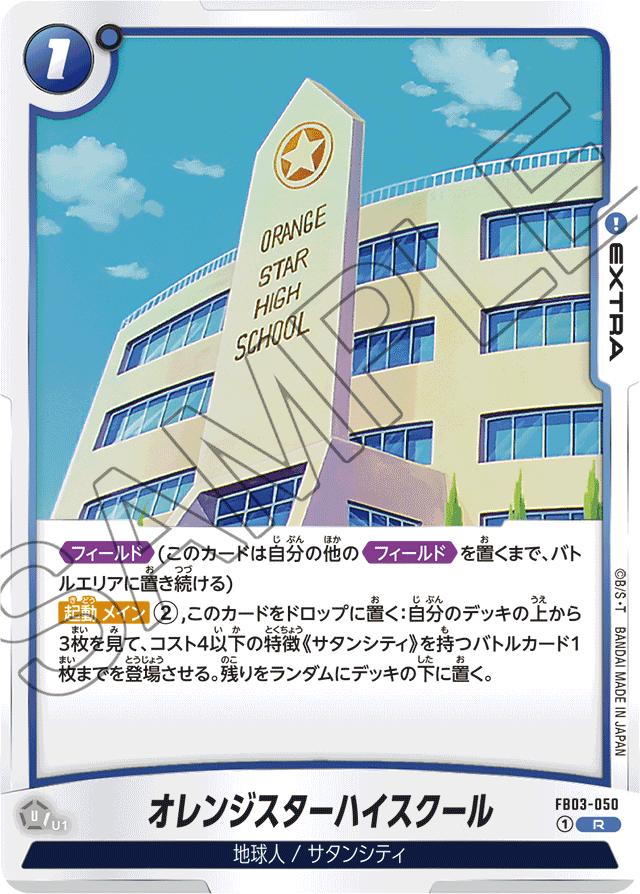 1
EXTRA
ORANGE
STAR
HIGH
SCHOOL
SAMPLE
フィールド (このカードは自分の他の フィールド を置くまで、バト
ルエリアに置き続ける)
起動 メイン ②,このカードをドロップに置く:自分のデッキの上から
3枚を見て、コスト4以下の特徴《サタンシティ》を持つバトルカード1
枚までを登場させる。残りをランダムにデッキの下に置く。
©B/S・T BANDAI MADE IN JAPAN
オレンジスターハイスクール
FB03-050
① R
U/U1
地球人 / サタンシティ